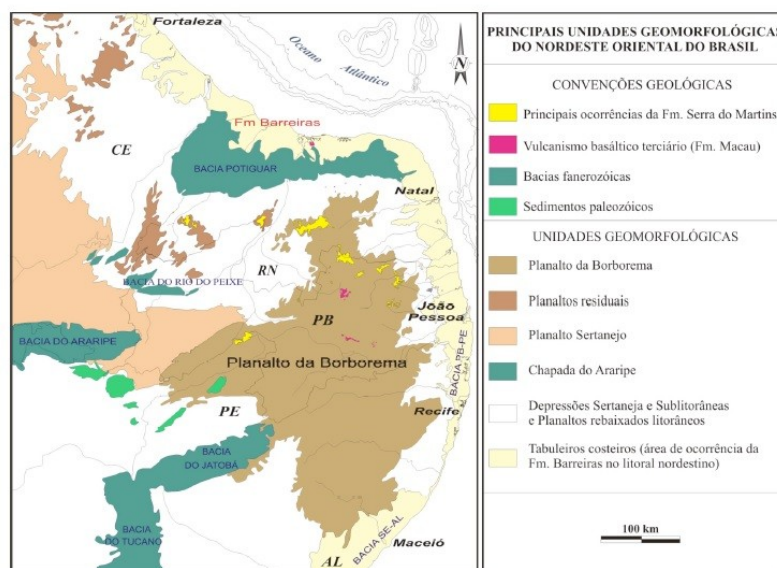 Fortaleza
Oceano
Atlântico
N
Fm Barreiras
CE
BACIA POTIGUAR
Natal
RN
BACIA DO RIO DO PEIXE
João
Pessoa
PB
BACIA DO ARARIPE
Planalto da Borborema
BACIA PB-PE
PE
Recife
BACIA
DO JATOBÁ
BACIA
DO TUCANO
BACIA SE-AL
Maceió
AL
PRINCIPAIS UNIDADES GEOMORFOLÓGICAS
DO NORDESTE ORIENTAL DO BRASIL
CONVENÇÕES GEOLÓGICAS
Principais ocorrências da Fm. Serra do Martins
Vulcanismo basáltico terciário (Fm. Macau)
Bacias fanerozóicas
Sedimentos paleozóicos
UNIDADES GEOMORFOLÓGICAS
Planalto da Borborema
Planaltos residuais
Planalto Sertanejo
Chapada do Araripe
Depressões Sertaneja e Sublitorâneas
e Planaltos rebaixados litorâneos
Tabuleiros costeiros (área de ocorrência da
Fm. Barreiras no litoral nordestino)
100 km